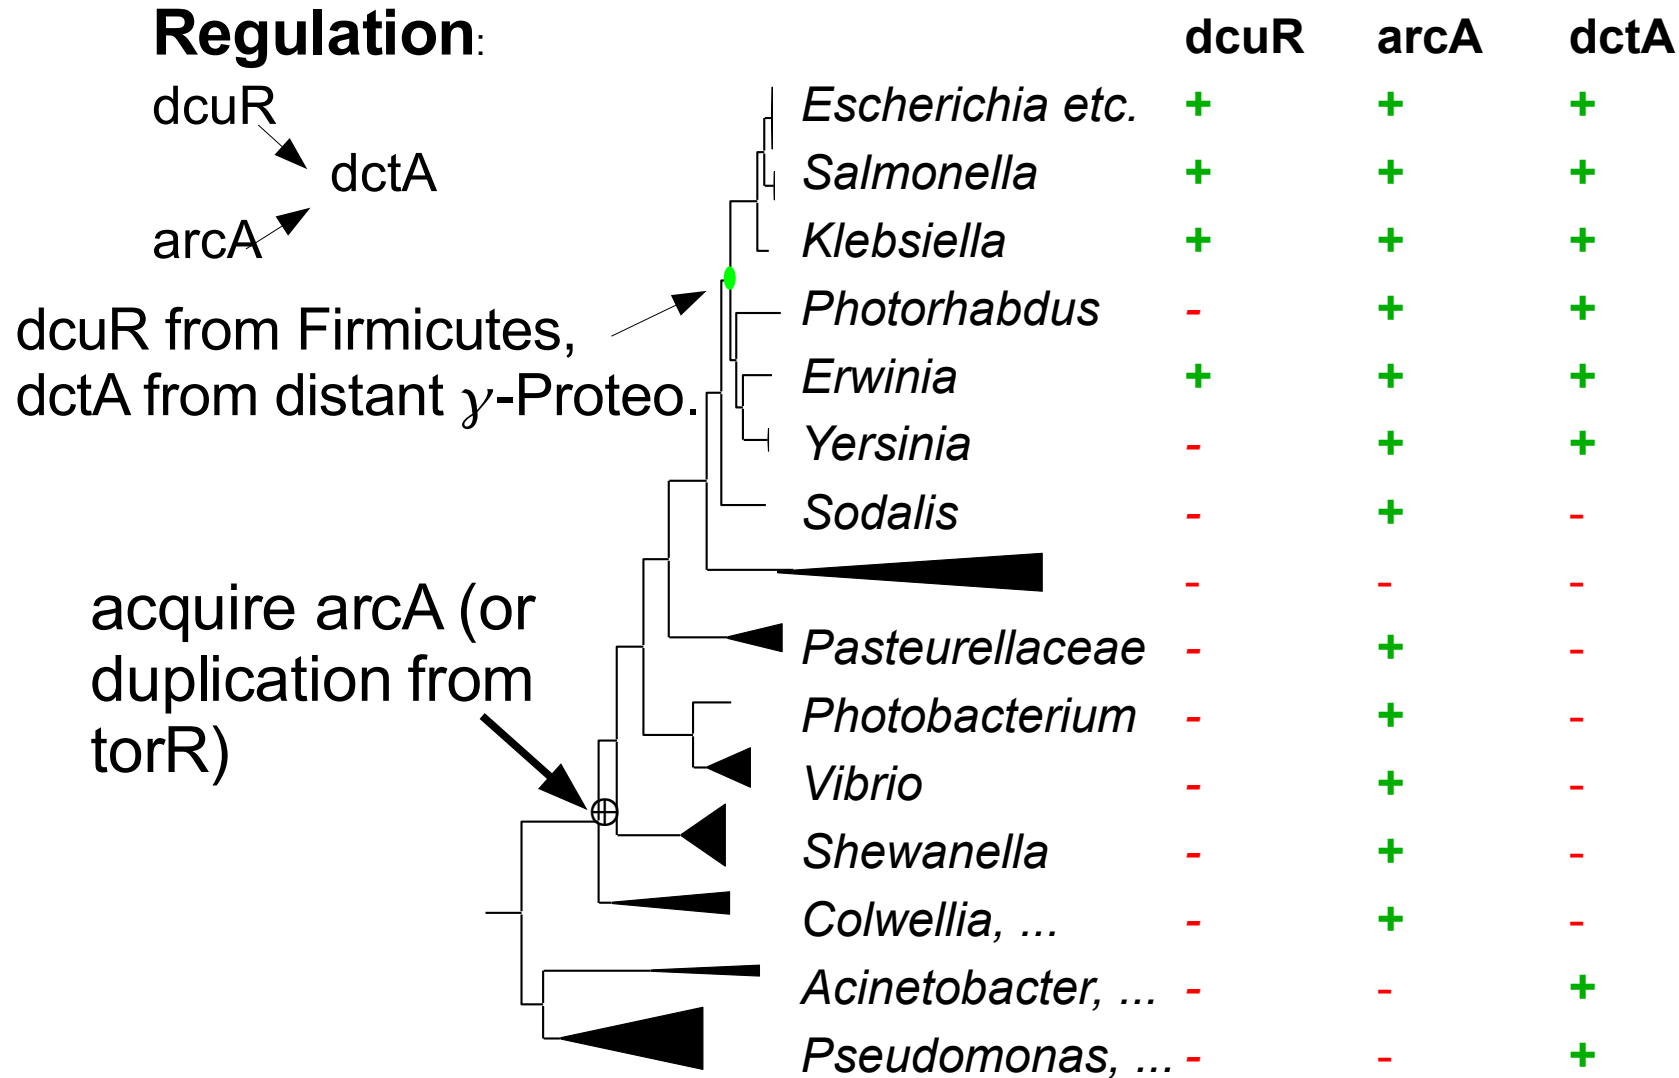 Regulation:
dcuR arcA dctA
dcuR
dctA
arcA
dcuR from Firmicutes,
dctA from distant γ-Proteo.
acquire arcA (or
duplication from
torR)
Escherichia etc. + + +
Salmonella + + +
Klebsiella + + +
Photorhabdus - + +
Erwinia + + +
Yersinia - + +
Sodalis - + -
- - -
Pasteurellaceae - + -
Photobacterium - + -
Vibrio - + -
Shewanella - + -
Colwellia, ... - + -
Acinetobacter, ... - - +
Pseudomonas, ... - - +